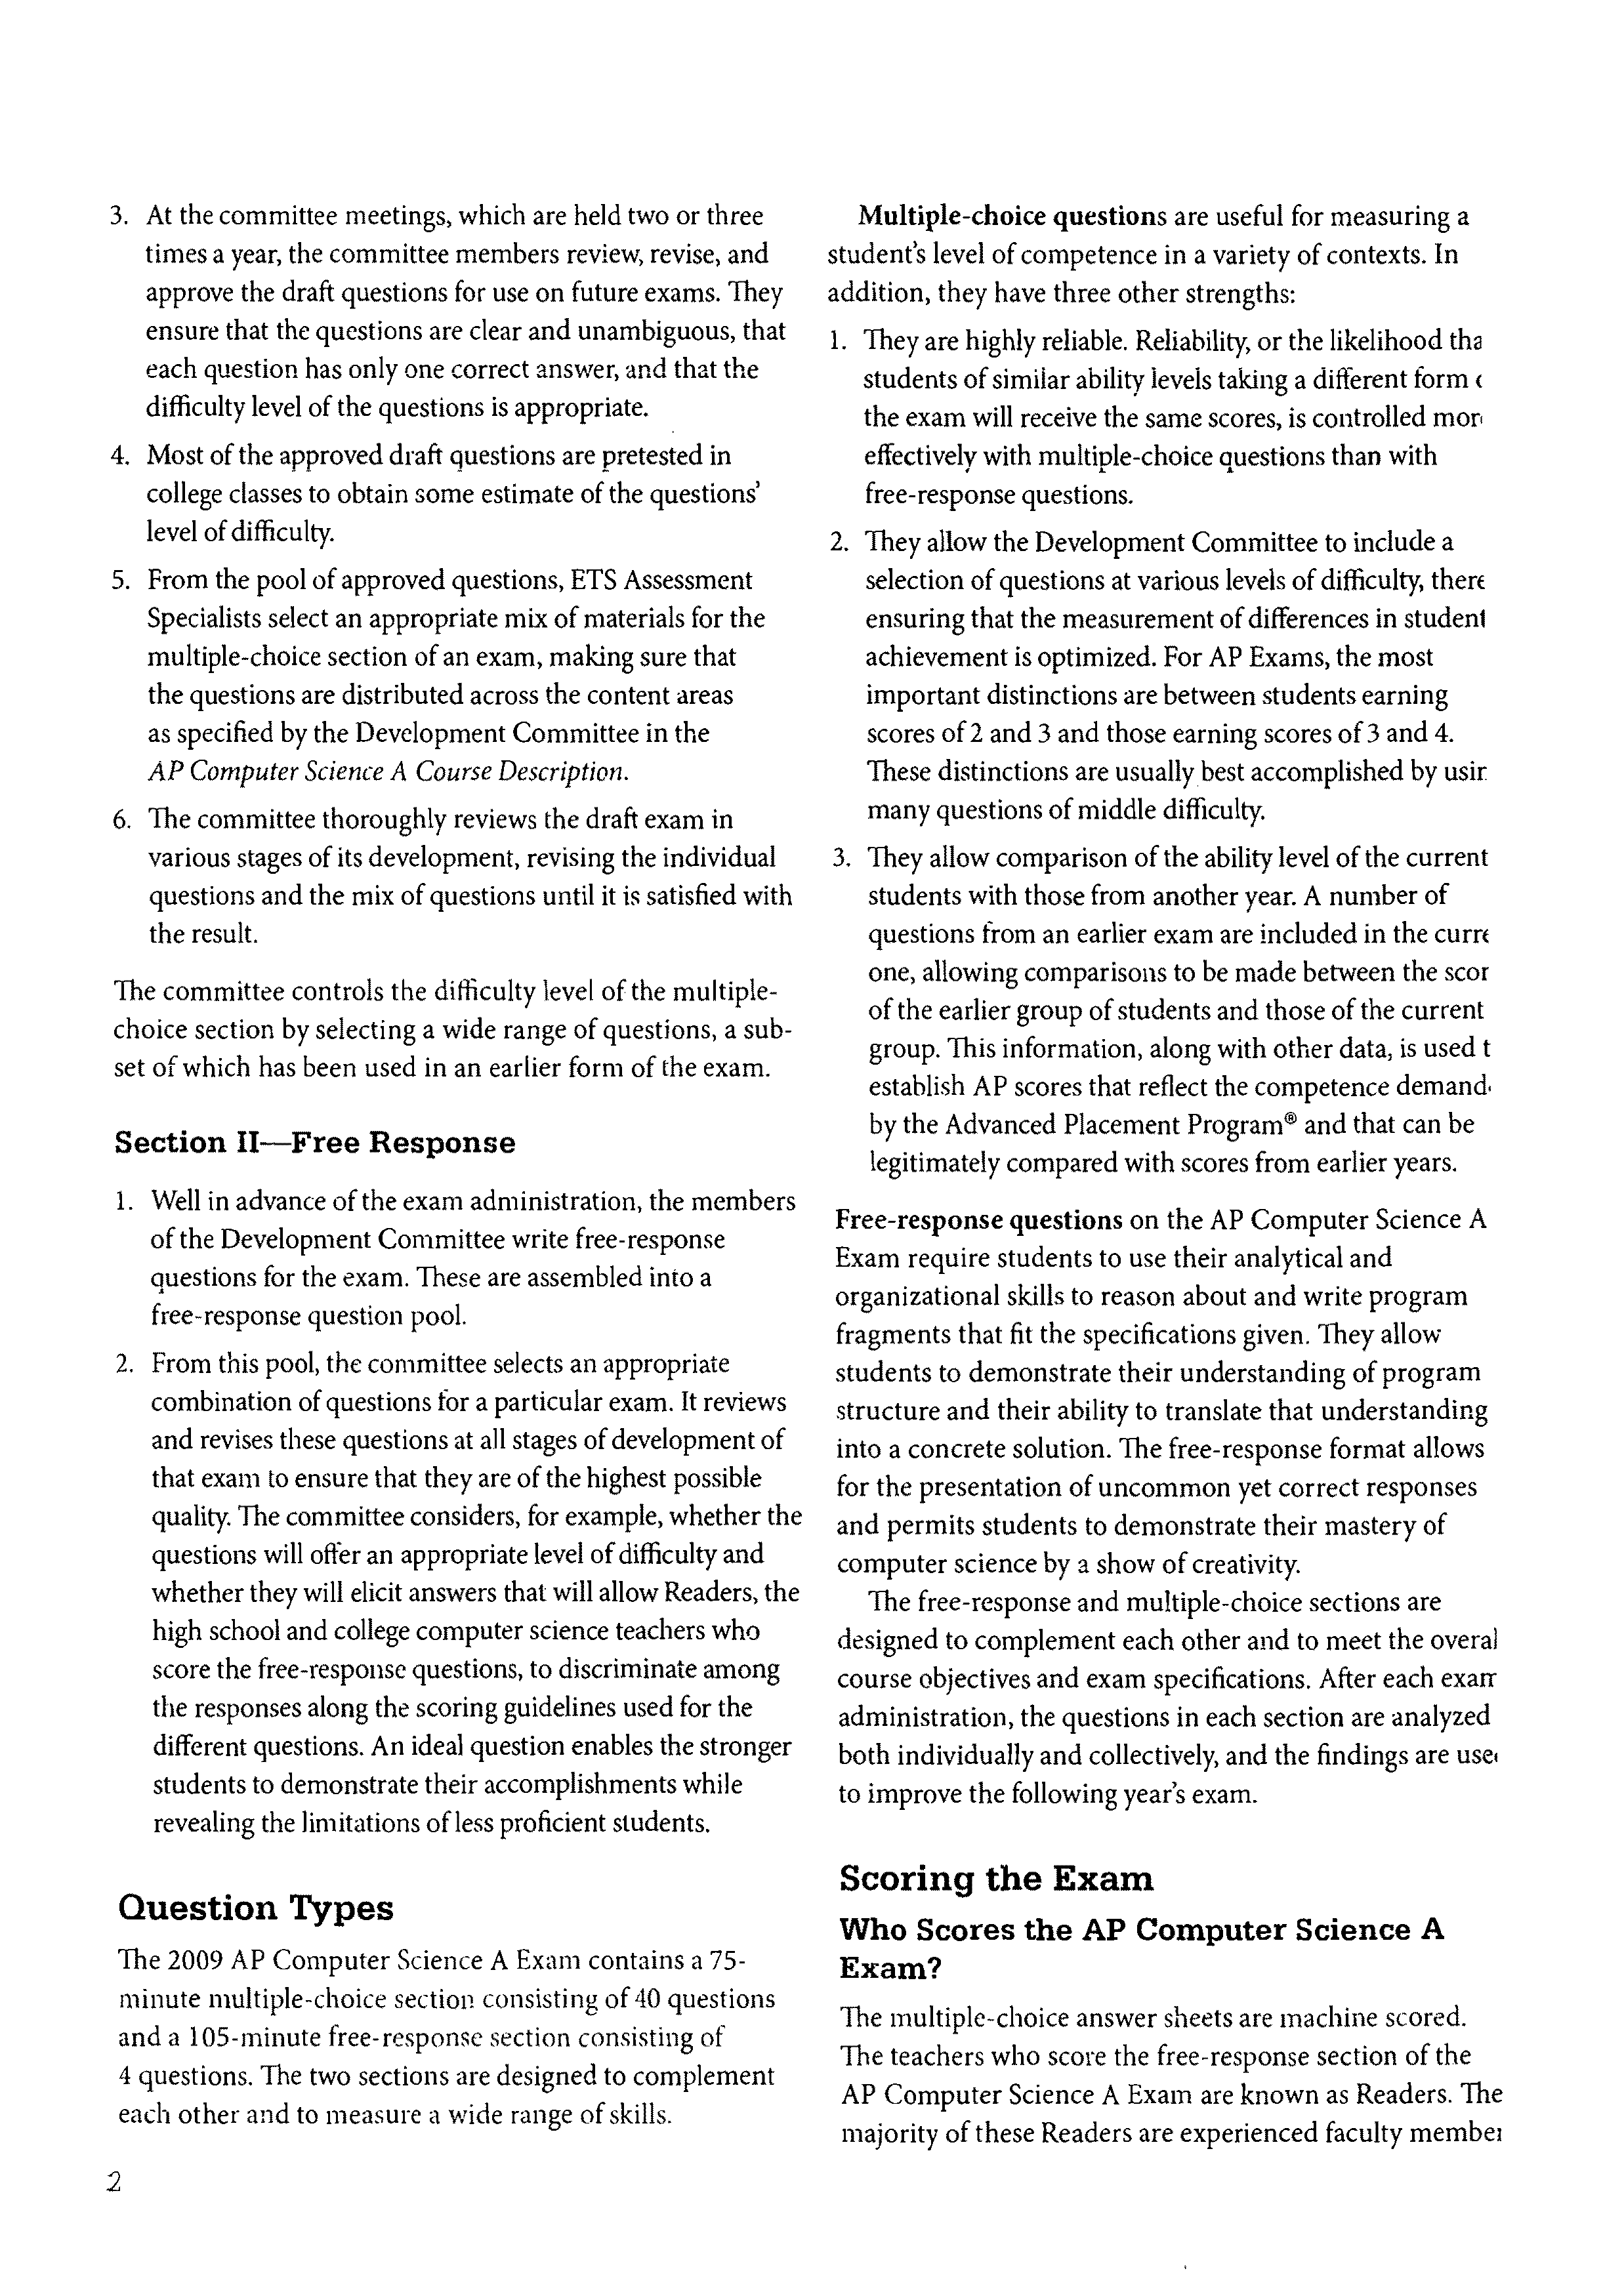 3. At the committee meetings, which are held two or three
times a year, the committee members review, revise, and
approve the draft questions for use on future exams. They
ensure that the questions are clear and unambiguous, that
each question has only one correct answer, and that the
difficulty level of the questions is appropriate.
4. Most of the approved draft questions are pretested in
college classes to obtain some estimate of the questions’
level of difficulty.
5. From the pool of approved questions, ETS Assessment
Specialists select an appropriate mix of materials for the
multiple-choice section of an exam, making sure that
the questions are distributed across the content areas
as specified by the Development Committee in the
AP Computer Science A Course Description.
6. The committee thoroughly reviews the draft exam in
various stages of its development, revising the individual
questions and the mix of questions until it is satisfied with
the result.
The committee controls the difficulty level of the multiple-
choice section by selecting a wide range of questions, a sub-
set of which has been used in an earlier form of the exam.
Section II—Free Response
1. Well in advance of the exam administration, the members
of the Development Committee write free-response
questions for the exam. These are assembled into a
free-response question pool.
2. From this pool, the committee selects an appropriate
combination of questions for a particular exam. It reviews
and revises these questions at all stages of development of
that exam to ensure that they are of the highest possible
quality. The committee considers, for example, whether the
questions will offer an appropriate level of difficulty and
whether they will elicit answers that will allow Readers, the
high school and college computer science teachers who
score the free-response questions, to discriminate among
the responses along the scoring guidelines used for the
different questions. An ideal question enables the stronger
students to demonstrate their accomplishments while
revealing the limitations of less proficient students.
Question Types
The 2009 AP Computer Science A Exam contains a 75-
minute multiple-choice section consisting of 40 questions
and a 105-minute free-response section consisting of
4 questions. The two sections are designed to complement
each other and to measure a wide range of skills.
2
Multiple-choice questions are useful for measuring a
student’s level of competence in a variety of contexts. In
addition, they have three other strengths:
1. They are highly reliable. Reliability, or the likelihood tha
students of similar ability levels taking a different form
the exam will receive the same scores, is controlled mor
effectively with multiple-choice questions than with
free-response questions.
2. They allow the Development Committee to include a
selection of questions at various levels of difficulty, there
ensuring that the measurement of differences in student
achievement is optimized. For AP Exams, the most
important distinctions are between students earning
scores of 2 and 3 and those earning scores of 3 and 4.
These distinctions are usually best accomplished by usin
many questions of middle difficulty.
3. They allow comparison of the ability level of the current
students with those from another year. A number of
questions from an earlier exam are included in the curre
one, allowing comparisons to be made between the scor
of the earlier group of students and those of the current
group. This information, along with other data, is used t
establish AP scores that reflect the competence demand
by the Advanced Placement Program® and that can be
legitimately compared with scores from earlier years.
Free-response questions on the AP Computer Science A
Exam require students to use their analytical and
organizational skills to reason about and write program
fragments that fit the specifications given. They allow
students to demonstrate their understanding of program
structure and their ability to translate that understanding
into a concrete solution. The free-response format allows
for the presentation of uncommon yet correct responses
and permits students to demonstrate their mastery of
computer science by a show of creativity.
The free-response and multiple-choice sections are
designed to complement each other and to meet the overal
course objectives and exam specifications. After each exam
administration, the questions in each section are analyzed
both individually and collectively, and the findings are use
to improve the following year’s exam.
Scoring the Exam
Who Scores the AP Computer Science A
Exam?
The multiple-choice answer sheets are machine scored.
The teachers who score the free-response section of the
AP Computer Science A Exam are known as Readers. The
majority of these Readers are experienced faculty member